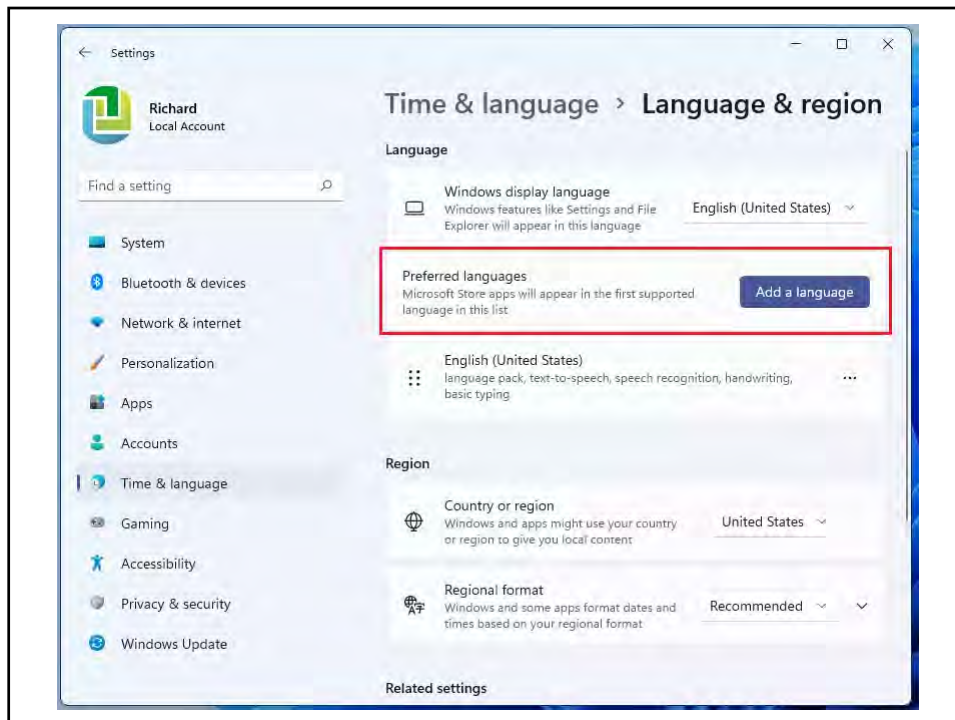 Settings
Richard
Local Account
Find a setting
System
Bluetooth & devices
Network & internet
Personalization
Apps
Accounts
Time & language
Gaming
Accessibility
Privacy & security
Windows Update
Time & language > Language & region
Language
Windows display language
Windows features like Settings and File
Explorer will appear in this language
English (United States)
Preferred languages
Microsoft Store apps will appear in the first supported
language in this list
Add a language
English (United States)
language pack, text-to-speech, speech recognition, handwriting,
basic typing
Region
Country or region
Windows and apps might use your country
or region to give you local content
United States
Regional format
Windows and some apps format dates and
times based on your regional format
Recommended
Related settings